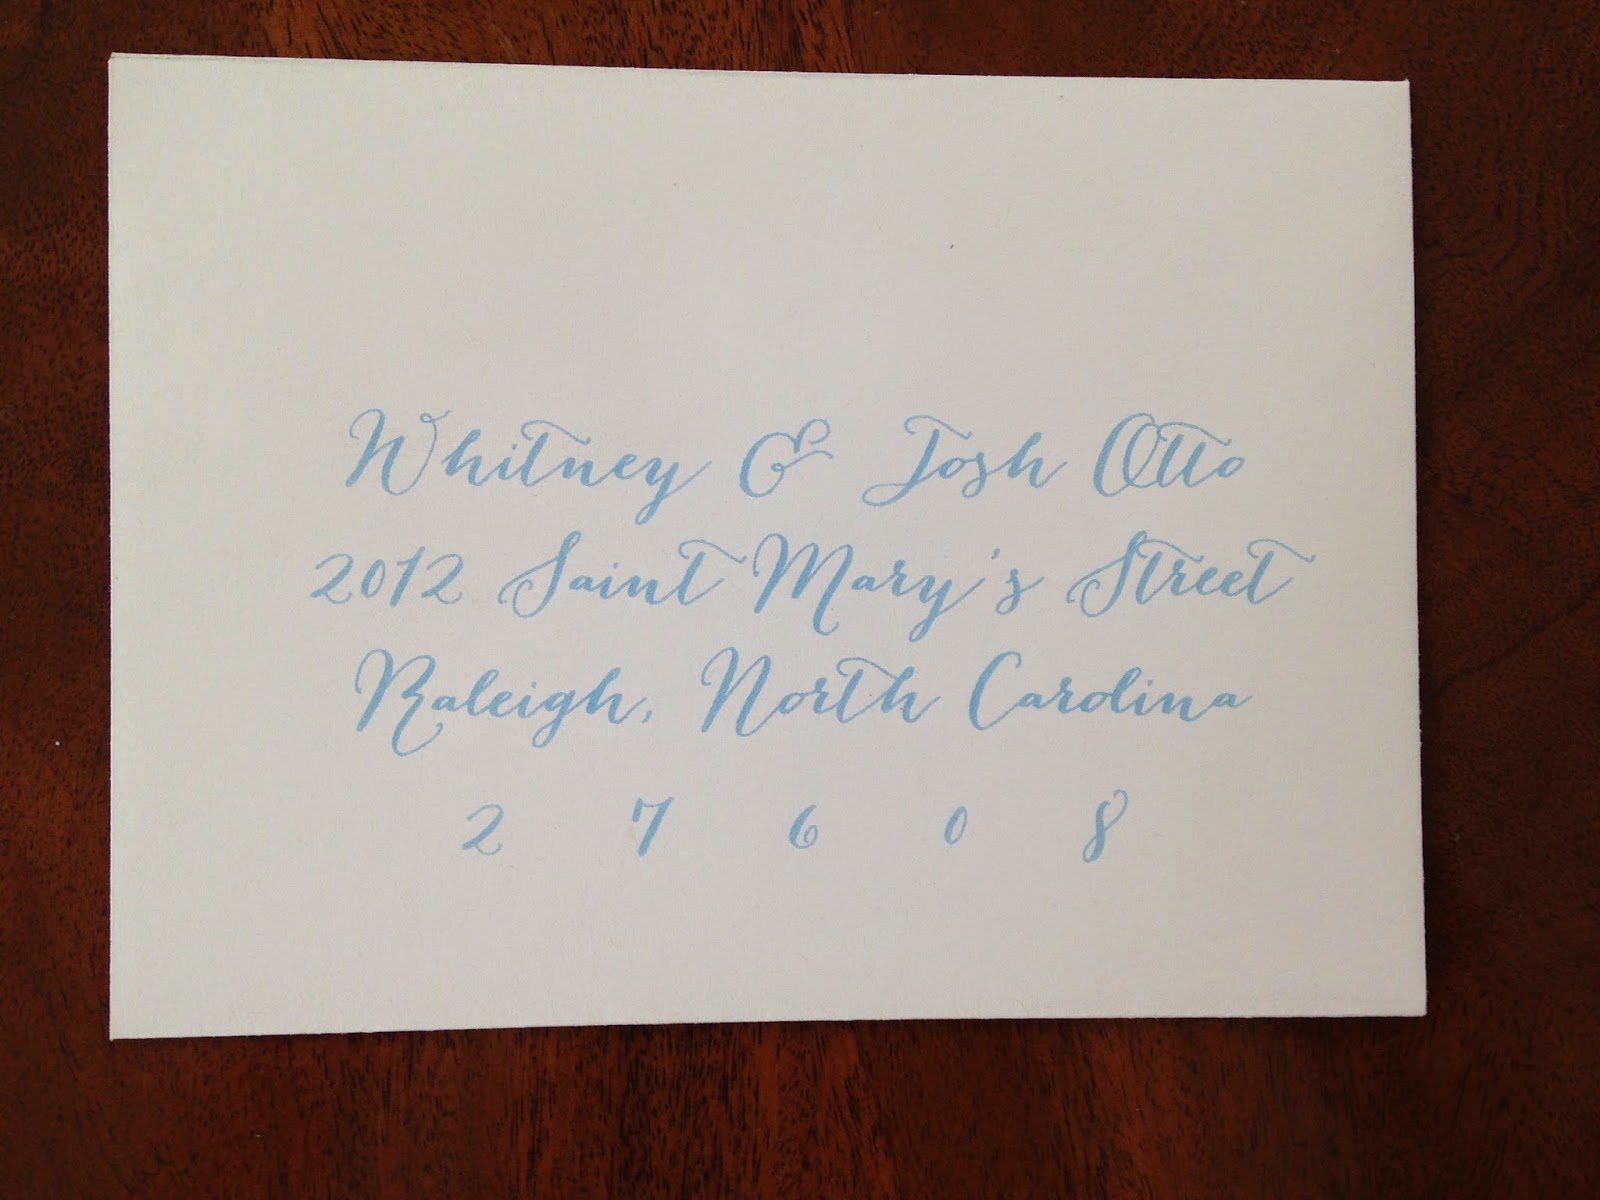 Whitney & Josh Otto
2012 Saint Mary's Street
Raleigh, North Carolina
2 7 6 0 8